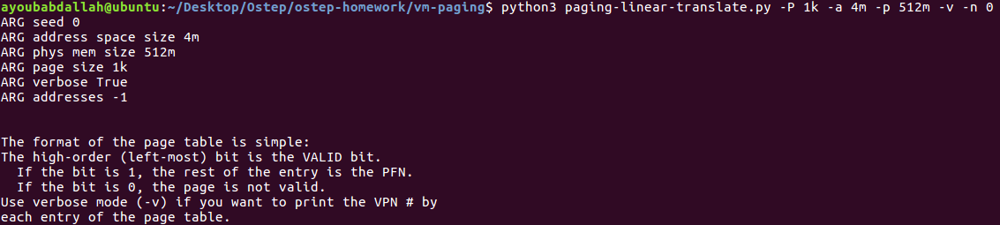 ayoubabdallah@ubuntu:~/Desktop/Ostep/ostep-homework/vm-paging$ python3 paging-linear-translate.py -P 1k -a 4m -p 512m -v -n 0
ARG seed 0
ARG address space size 4m
ARG phys mem size 512m
ARG page size 1k
ARG verbose True
ARG addresses -1
The format of the page table is simple:
The high-order (left-most) bit is the VALID bit.
  If the bit is 1, the rest of the entry is the PFN.
  If the bit is 0, the page is not valid.
Use verbose mode (-v) if you want to print the VPN # by
each entry of the page table.